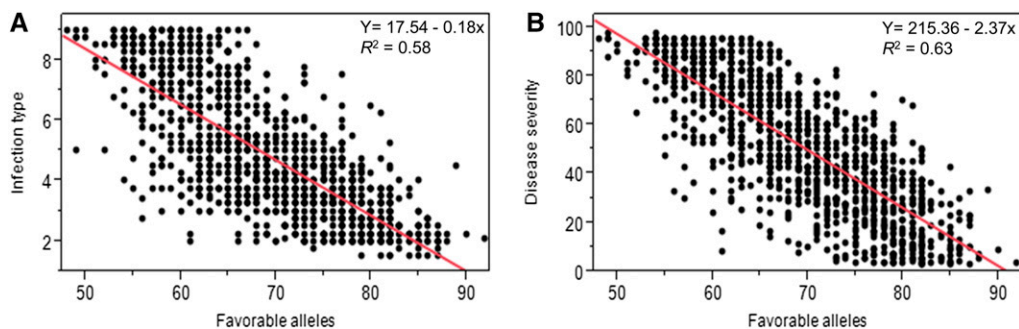 A
Y= 17.54 - 0.18x
R² = 0.58
Infection type
8
6
4
2
50 60 70 80 90
Favorable alleles
B
Y= 215.36 - 2.37x
R² = 0.63
Disease severity
100
80
60
40
20
0
50 60 70 80 90
Favorable alleles